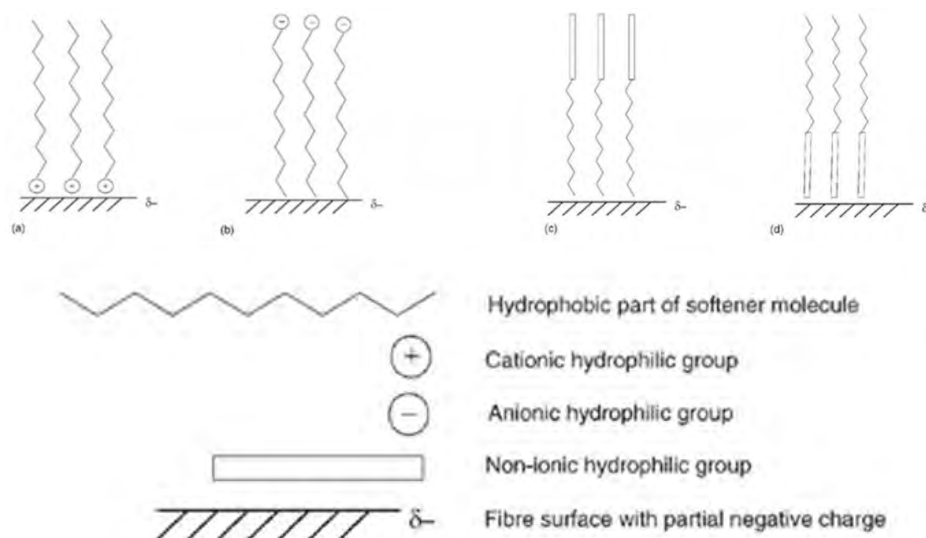 + + +
δ–
(a)
− − −
δ–
(b)
δ–
(c)
δ
(d)
Hydrophobic part of softener molecule
+ Cationic hydrophilic group
− Anionic hydrophilic group
Non-ionic hydrophilic group
δ– Fibre surface with partial negative charge